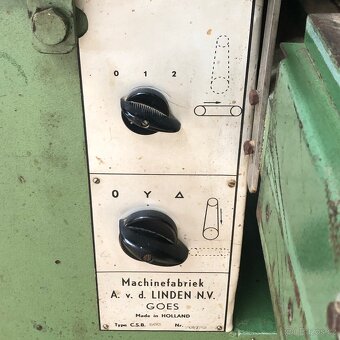 0 1 2
0 Y △
Machinefabriek
A. v. d. LINDEN N.V.
GOES
Made in HOLLAND
Type C.S.B. Nr.